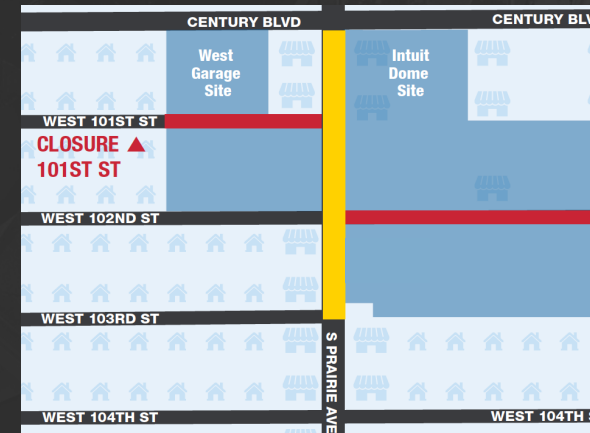 CENTURY BLVD
CENTURY BLV
West
Garage
Site
Intuit
Dome
Site
WEST 101ST ST
CLOSURE
101ST ST
WEST 102ND ST
WEST 103RD ST
S PRAIRIE AVE
WEST 104TH ST
WEST 104TH S